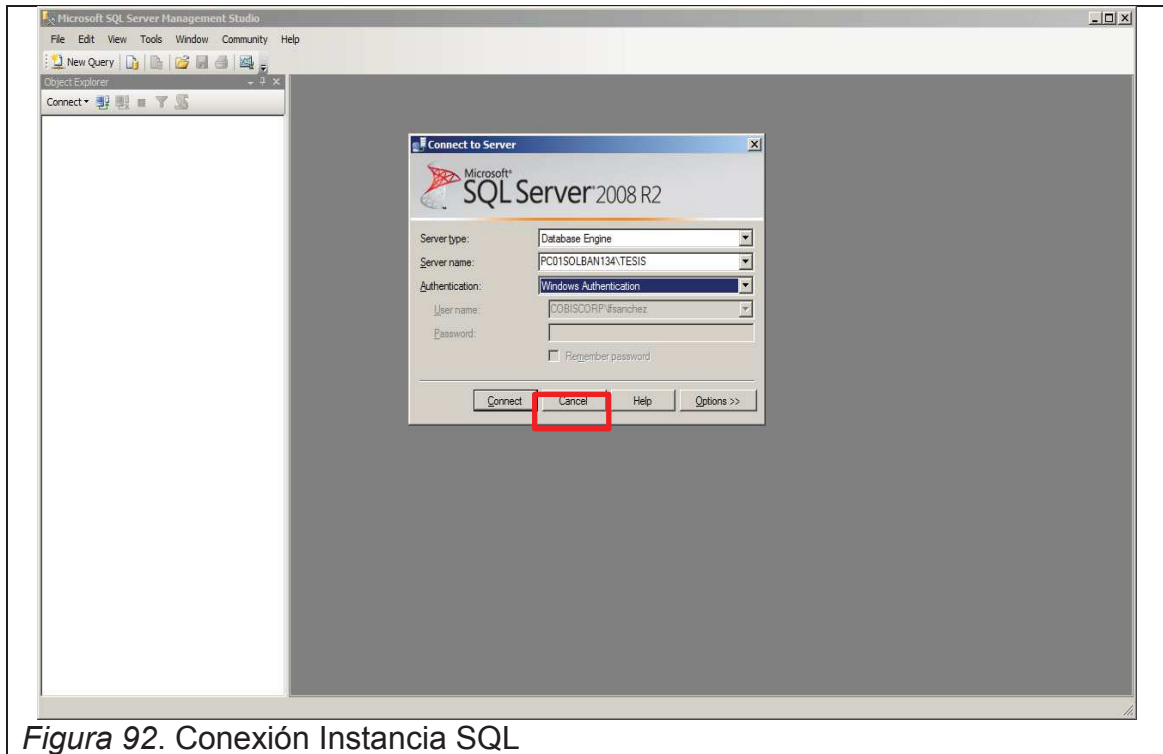 Microsoft SQL Server Management Studio
File Edit View Tools Window Community Help
New Query
Object Explorer
Connect
Connect to Server
Microsoft®
SQL Server® 2008 R2
Server type: Database Engine
Server name: PC01SOLBAN134\TESIS
Authentication: Windows Authentication
User name: COBISCORP\fsanchez
Password:
Remember password
Connect Cancel Help Options >>
Figura 92. Conexión Instancia SQL